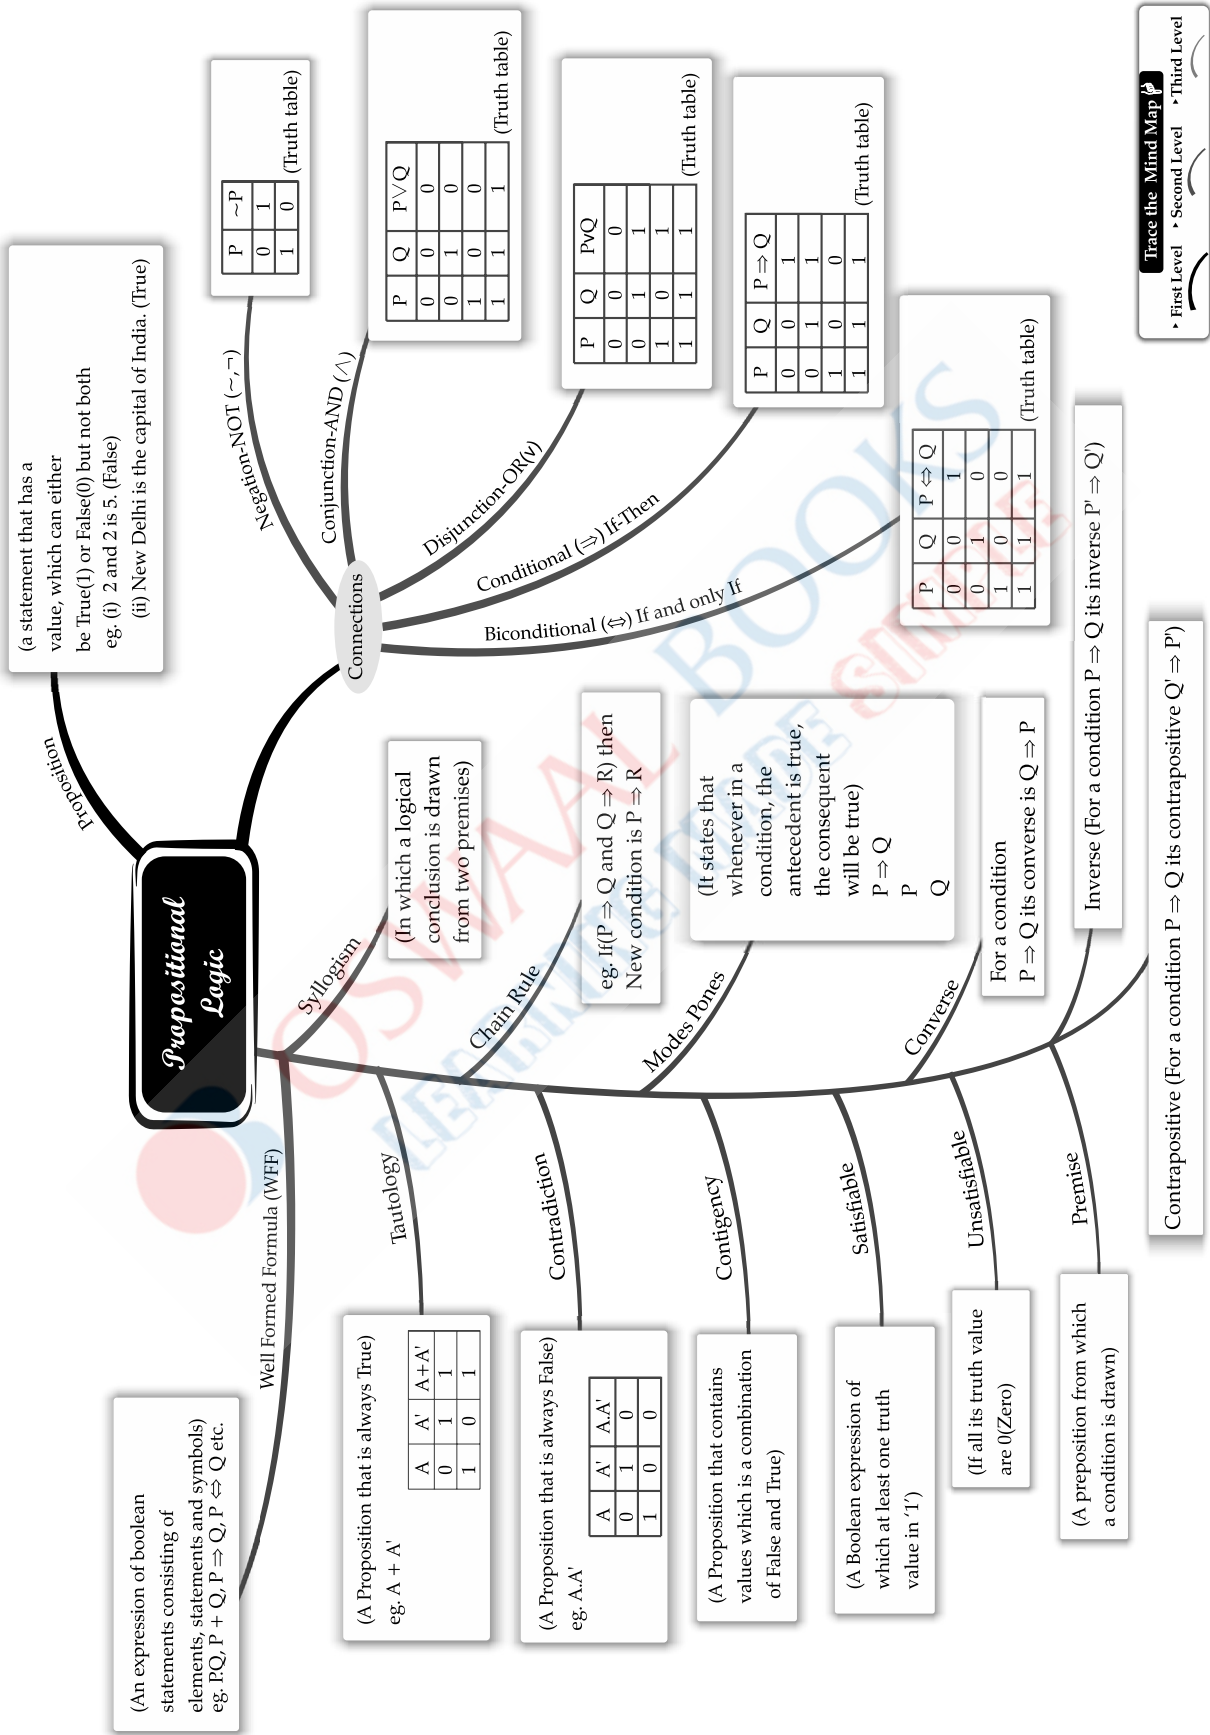 Propositional
Logic
Proposition
(a statement that has a
value, which can either
be True(1) or False(0) but not both
eg. (i) 2 and 2 is 5. (False)
(ii) New Delhi is the capital of India. (True)
Connections
Negation-NOT (~,¬)
P ~P
0 1
1 0
(Truth table)
Conjunction-AND (∧)
P Q P∨Q
0 0 0
0 1 0
1 0 0
1 1 1
(Truth table)
Disjunction-OR(v)
P Q PvQ
0 0 0
0 1 1
1 0 1
1 1 1
(Truth table)
Conditional (⇒) If-Then
P Q P ⇒ Q
0 0 1
0 1 1
1 0 0
1 1 1
(Truth table)
Biconditional (⇔) If and only If
P Q P ⇔ Q
0 0 1
0 1 0
1 0 0
1 1 1
(Truth table)
Syllogism
(In which a logical
conclusion is drawn
from two premises)
Chain Rule
eg. If(P ⇒ Q and Q ⇒ R) then
New condition is P ⇒ R
Modes Pones
(It states that
whenever in a
condition, the
antecedent is true,
the consequent
will be true)
P ⇒ Q
P
Q
Converse
For a condition
P ⇒ Q its converse is Q ⇒ P
Inverse (For a condition P ⇒ Q its inverse P' ⇒ Q')
Contrapositive (For a condition P ⇒ Q its contrapositive Q' ⇒ P')
Well Formed Formula (WFF)
(An expression of boolean
statements consisting of
elements, statements and symbols)
eg. P.Q, P + Q, P ⇒ Q, P ⇔ Q etc.
Tautology
(A Proposition that is always True)
eg. A + A'
A A' A+A'
0 1 1
1 0 1
Contradiction
(A Proposition that is always False)
eg. A.A'
A A' A.A'
0 1 0
1 0 0
Contigency
(A Proposition that contains
values which is a combination
of False and True)
Satisfiable
(A Boolean expression of
which at least one truth
value in '1')
Unsatisfiable
(If all its truth value
are 0(Zero)
Premise
(A preposition from which
a condition is drawn)
Trace the Mind Map
First Level Second Level Third Level
OSWAAL BOOKS
LEARNING MADE SIMPLE